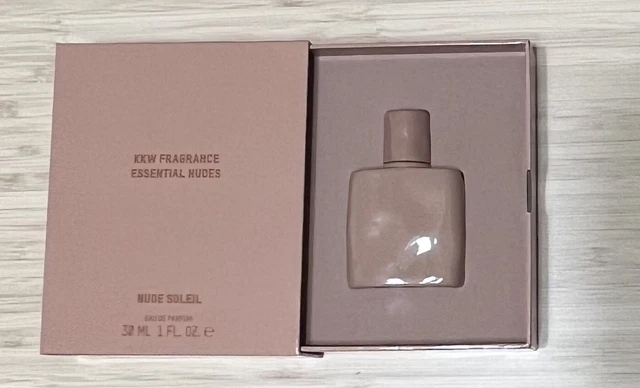 KKW FRAGRANCE
ESSENTIAL NUDES
NUDE SOLEIL
EAU DE PARFUM
30 ML 1 FL. OZ. ℮